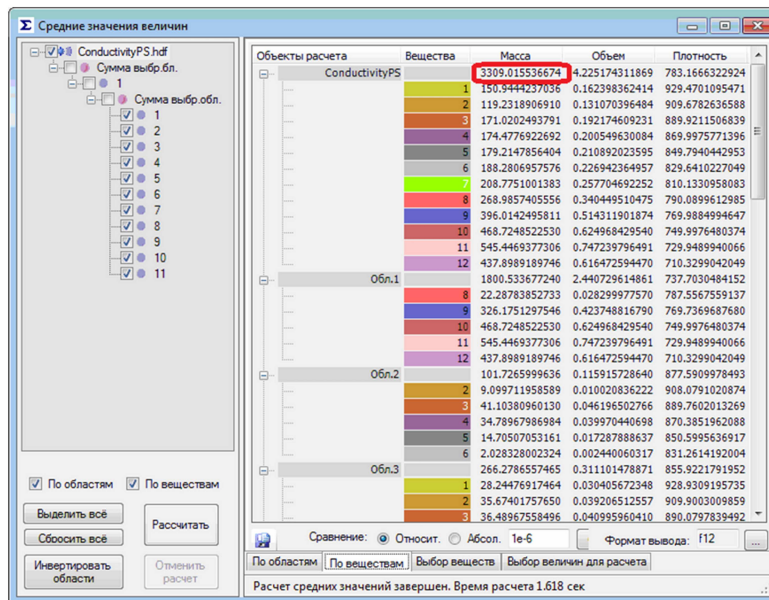 Средние значения величин
ConductivityPS.hdf
Сумма выбр.бл.
1
Сумма выбр.обл.
1
2
3
4
5
6
7
8
9
10
11
По областям По веществам
Выделить всё
Сбросить всё
Рассчитать
Инвертировать области
Отменить расчет
Объекты расчета Вещества Масса Объем Плотность
ConductivityPS 3309.015536674 4.225174311869 783.1666322924
1 150.9444237036 0.162398362414 929.4701095471
2 119.2318906910 0.131070396484 909.6782636588
3 171.0202493791 0.192174609231 889.9211506839
4 174.4776922692 0.200549630084 869.9975771396
5 179.2147856404 0.210892023595 849.7940442953
6 188.2806957576 0.226942364957 829.6410227049
7 208.7751001383 0.257704692252 810.1330958083
8 268.9857405556 0.340449510475 790.0899612985
9 396.0142495811 0.514311901874 769.9884994647
10 468.7248522530 0.624968429540 749.9976480374
11 545.4469377306 0.747239796491 729.9489940066
12 437.8989189746 0.616472594470 710.3299042049
Обл.1 1800.533677240 2.440729614861 737.7030484152
8 22.28783852733 0.028299977570 787.5567559137
9 326.1751297546 0.423748816790 769.7369687680
10 468.7248522530 0.624968429540 749.9976480374
11 545.4469377306 0.747239796491 729.9489940066
12 437.8989189746 0.616472594470 710.3299042049
Обл.2 101.7265999636 0.115915728640 877.5909978493
2 9.099711958589 0.010020836222 908.0791020874
3 41.10380960130 0.046196502766 889.7602013269
4 34.78967986984 0.039970440698 870.3851962088
5 14.70507053161 0.017287888637 850.5995636917
6 2.028328002324 0.002440060317 831.2614192004
Обл.3 266.2786557465 0.311101478871 855.9221791952
1 28.24476917464 0.030405672348 928.9309195735
2 35.67401757650 0.039206512557 909.9003009859
3 36.48967558496 0.040995960410 890.0797839492
Сравнение: Относит. Абсол. 1e-6 Формат вывода: f12 ...
По областям По веществам Выбор веществ Выбор величин для расчета
Расчет средних значений завершен. Время расчета 1.618 сек